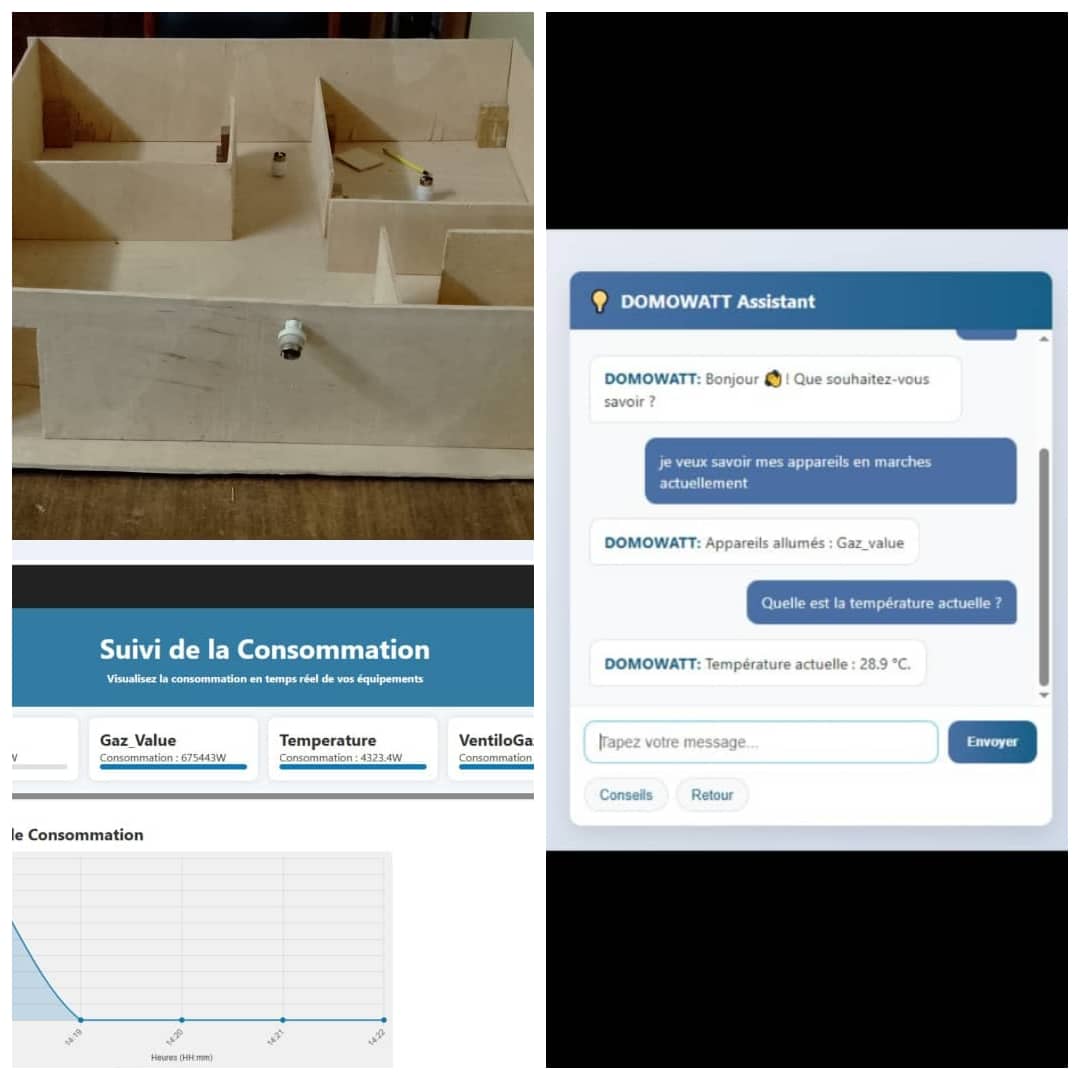 Suivi de la Consommation
Visualisez la consommation en temps réel de vos équipements
W
Gaz_Value
Consommation : 675443W
Temperature
Consommation : 4323.4W
VentiloGa
Consommation
le Consommation
14:19
14:20
14:21
14:22
Heures (HH:mm)
DOMOWATT Assistant
DOMOWATT: Bonjour 👏 ! Que souhaitez-vous
savoir ?
je veux savoir mes appareils en marches
actuellement
DOMOWATT: Appareils allumés : Gaz_value
Quelle est la température actuelle ?
DOMOWATT: Température actuelle : 28.9 °C.
Tapez votre message...
Envoyer
Conseils
Retour